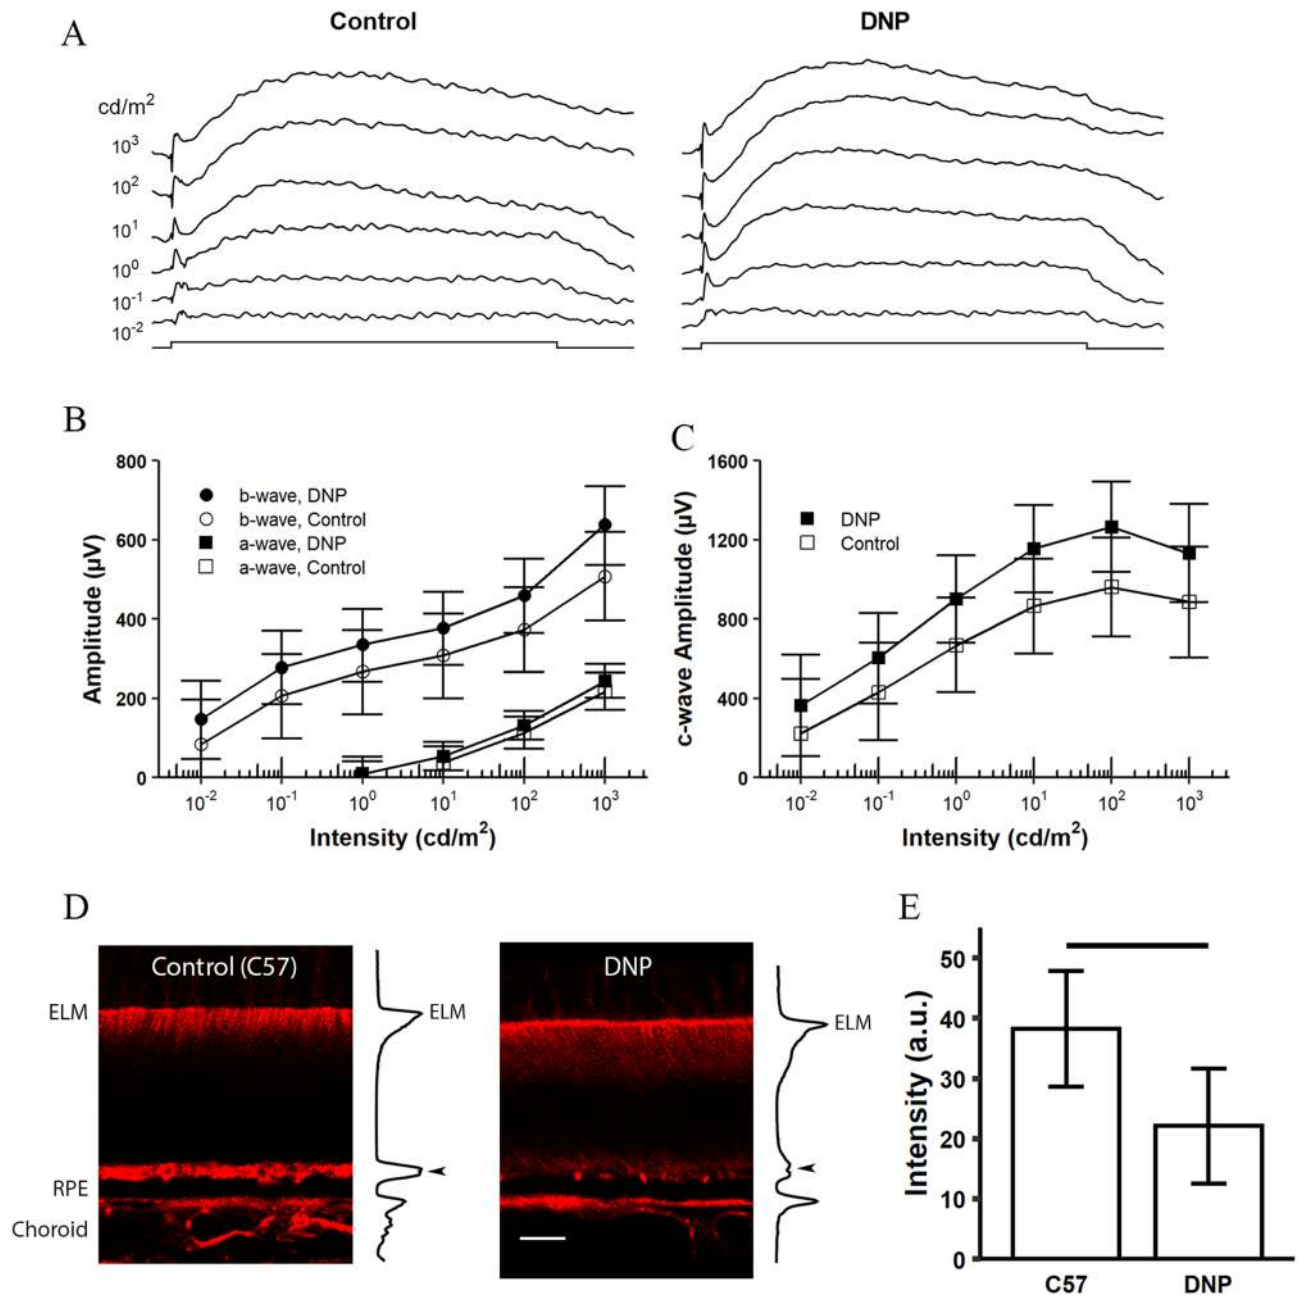 A
Control
DNP
cd/m²
10³
10²
10¹
10⁰
10⁻¹
10⁻²
B
800
600
400
200
0
Amplitude (µV)
b-wave, DNP
b-wave, Control
a-wave, DNP
a-wave, Control
10⁻² 10⁻¹ 10⁰ 10¹ 10² 10³
Intensity (cd/m²)
C
1600
1200
800
400
0
c-wave Amplitude (µV)
DNP
Control
10⁻² 10⁻¹ 10⁰ 10¹ 10² 10³
Intensity (cd/m²)
D
Control (C57)
ELM
ELM
RPE
Choroid
DNP
ELM
E
50
40
30
20
10
0
Intensity (a.u.)
C57 DNP